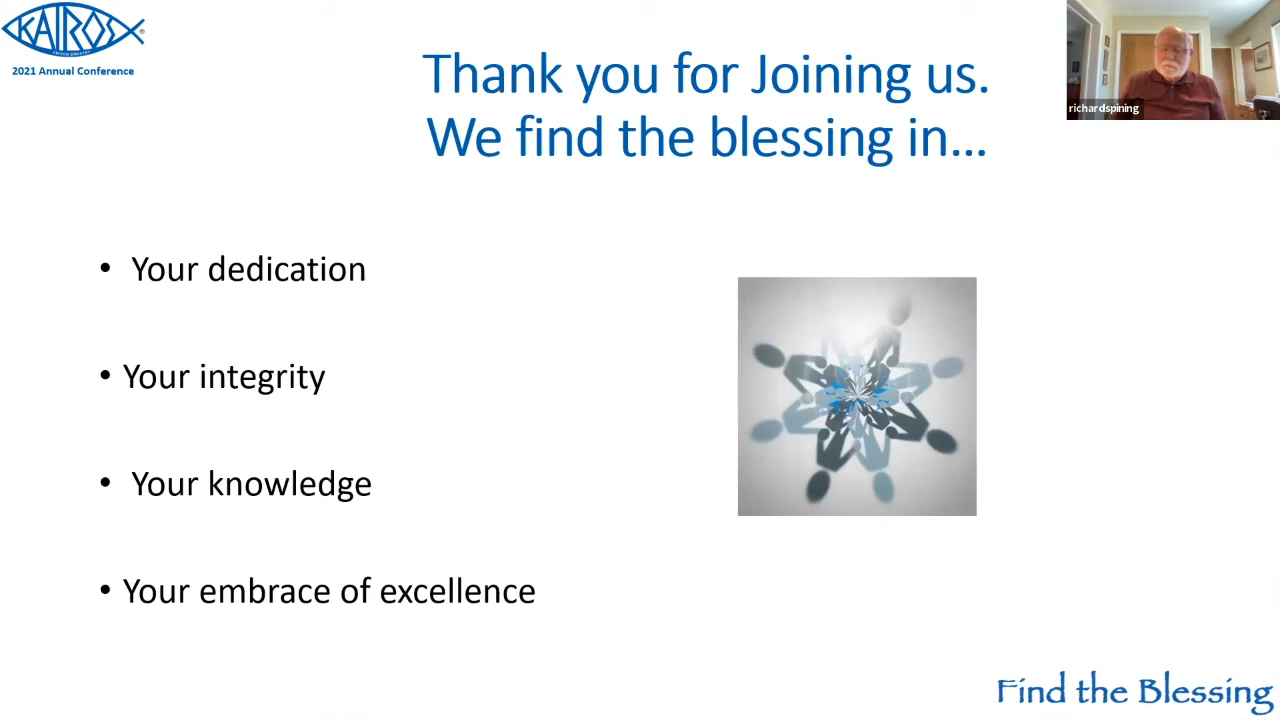 KAIROS
2021 Annual Conference
Thank you for Joining us.
We find the blessing in...
richardspining
• Your dedication
• Your integrity
• Your knowledge
• Your embrace of excellence
Find the Blessing